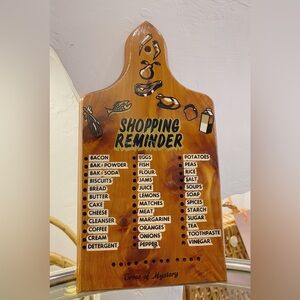 SHOPPING
REMINDER
BACON
BAK. POWDER
BAK. SODA
BISCUITS
BREAD
BUTTER
CAKE
CHEESE
CLEANSER
COFFEE
CREAM
DETERGENT
EGGS
FISH
FLOUR
JAMS
JUICE
LEMONS
MATCHES
MEAT
MARGARINE
ORANGES
ONIONS
PEPPER
POTATOES
PEAS
RICE
SALT
SOUPS
SOAP
SPICES
STARCH
SUGAR
TEA
TOOTHPASTE
VINEGAR
of Mystery